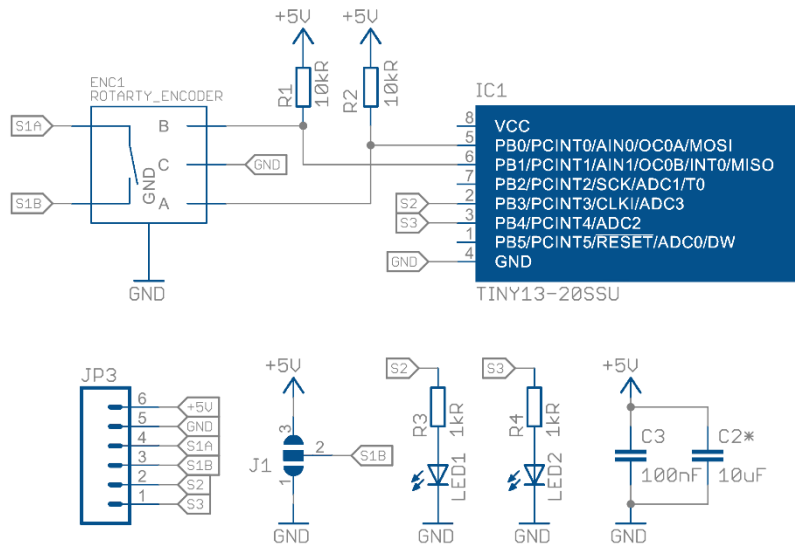 +5V
+5V
ENC1
ROTARTY_ENCODER
R1
10kR
R2
10kR
IC1
S1A
B
C
A
GND
GND
S1B
GND
8 VCC
5 PB0/PCINT0/AIN0/OC0A/MOSI
6 PB1/PCINT1/AIN1/OC0B/INT0/MISO
7 PB2/PCINT2/SCK/ADC1/T0
S2 2 PB3/PCINT3/CLKI/ADC3
S3 3 PB4/PCINT4/ADC2
1 PB5/PCINT5/RESET/ADC0/DW
GND 4 GND
TINY13-20SSU
JP3
6 +5V
5 GND
4 S1A
3 S1B
2 S2
1 S3
+5V
3
J1
2 S1B
1
GND
S2
R3
1kR
LED1
GND
S3
R4
1kR
LED2
GND
+5V
C3
100nF
C2*
10uF
GND